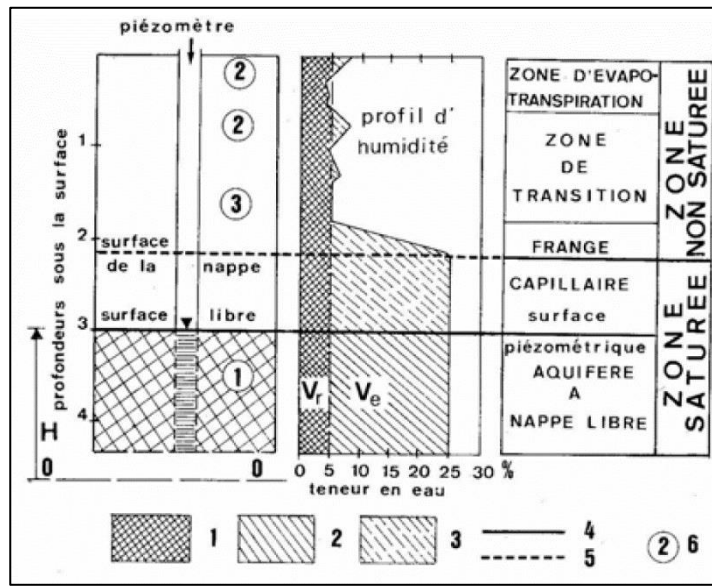 piézomètre
profondeurs sous la surface
1
2
3
4
H
0
0
2
2
3
1
surface
de la nappe
surface libre
profil d'
humidité
Vr
Ve
0 5 10 15 20 25 30 %
teneur en eau
ZONE D'EVAPO-
TRANSPIRATION
ZONE
DE
TRANSITION
FRANGE
CAPILLAIRE
surface
piézométrique
AQUIFERE
A
NAPPE LIBRE
ZONE
NON SATUREE
ZONE
SATUREE
1
2
3
4
5
2 6